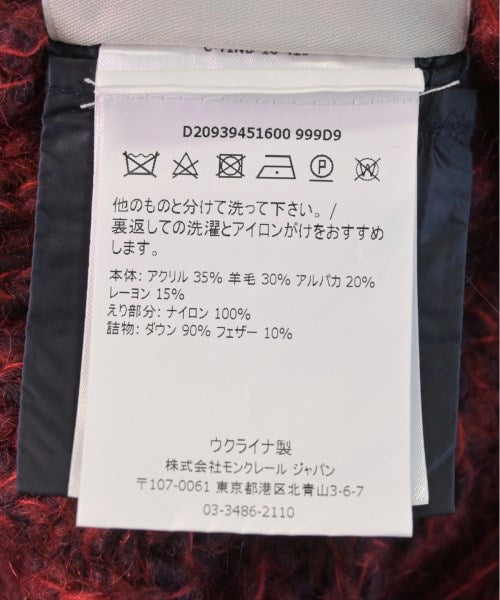 D20939451600 999D9
P
W
他のものと分けて洗って下さい。/
裏返しての洗濯とアイロンがけをおすすめ
します。
本体: アクリル 35% 羊毛 30% アルパカ 20%
レーヨン 15%
えり部分: ナイロン 100%
詰物: ダウン 90% フェザー 10%
ウクライナ製
株式会社モンクレール ジャパン
〒107-0061 東京都港区北青山3-6-7
03-3486-2110